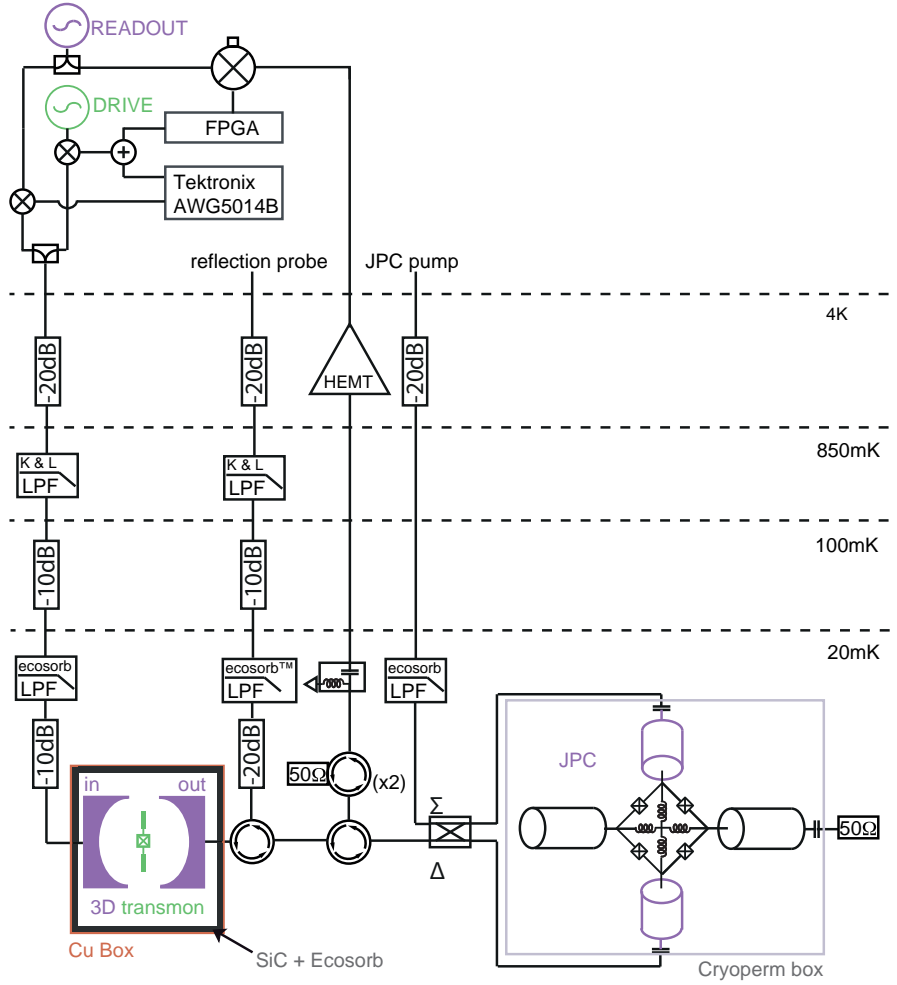 READOUT
DRIVE
FPGA
Tektronix
AWG5014B
reflection probe
JPC pump
4K
-20dB
-20dB
HEMT
-20dB
850mK
K & L
LPF
K & L
LPF
100mK
-10dB
-10dB
20mK
ecosorb
LPF
ecosorb™
LPF
ecosorb
LPF
-10dB
-20dB
50Ω
(x2)
JPC
in
out
Σ
Δ
50Ω
3D transmon
Cu Box
SiC + Ecosorb
Cryoperm box